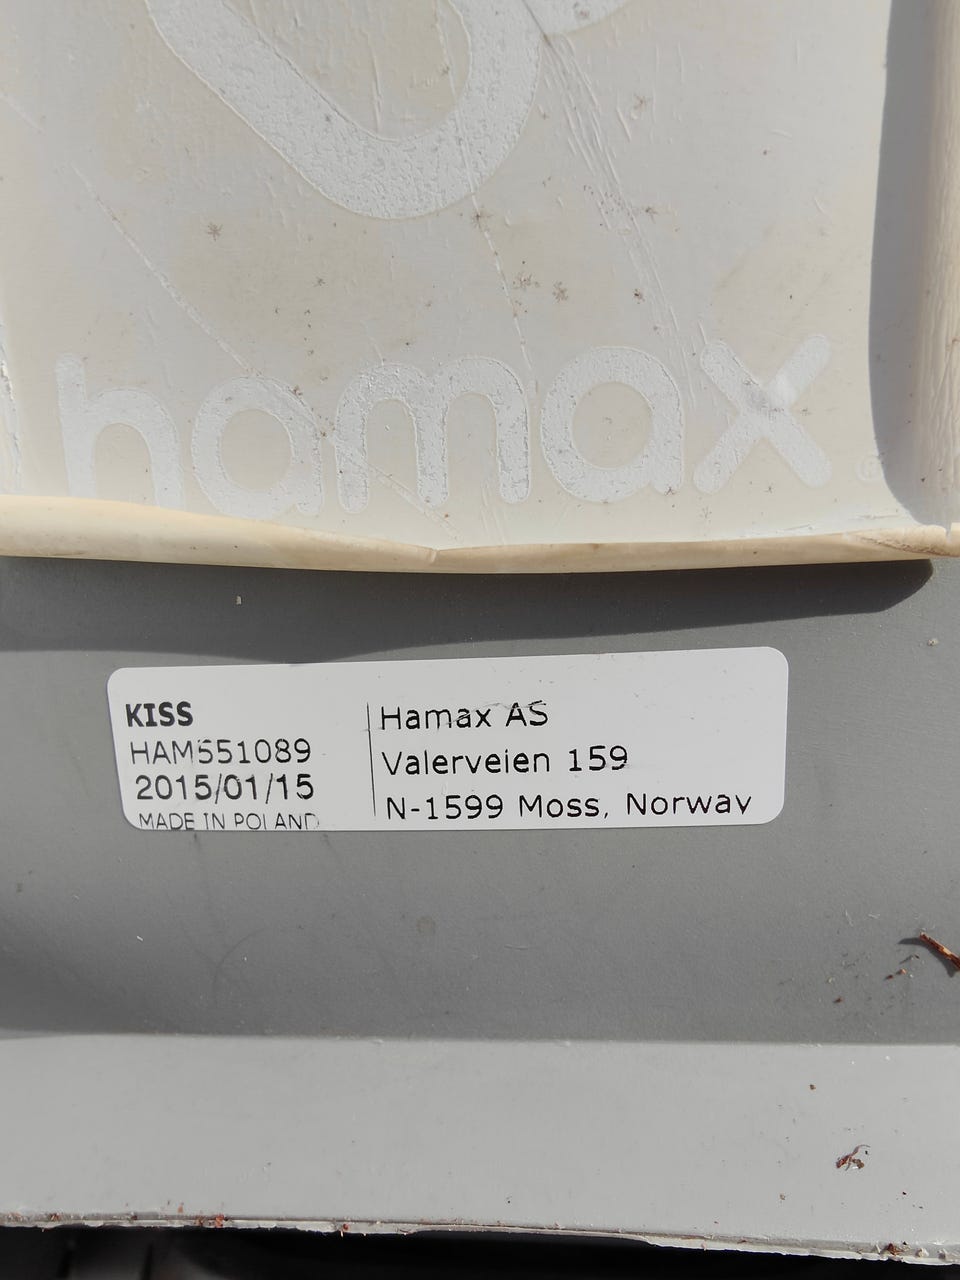 hamax®
KISS
HAM551089
2015/01/15
MADE IN POLAND
Hamax AS
Valerveien 159
N-1599 Moss, Norway